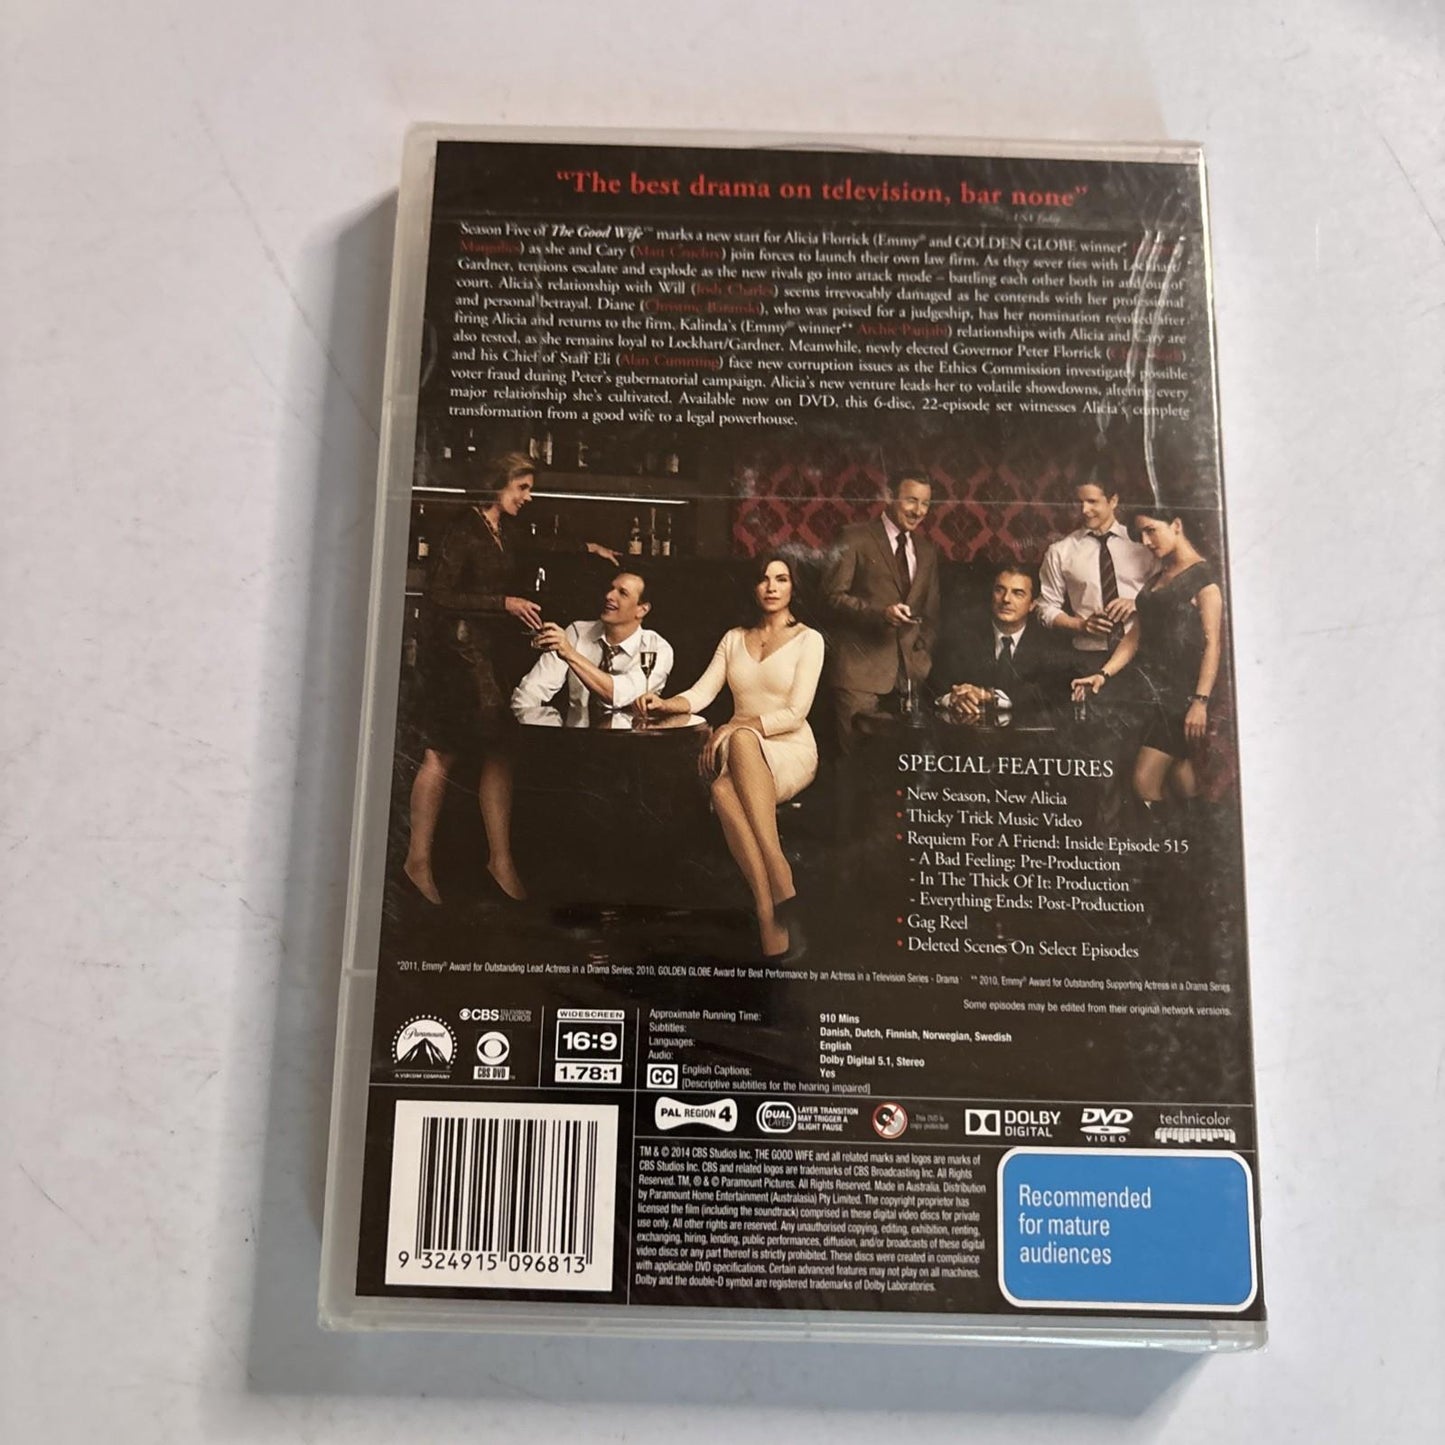 "The best drama on television, bar none"
- USA Today
Season Five of The Good Wife™ marks a new start for Alicia Florrick (Emmy® and GOLDEN GLOBE winner*
Margulies) as she and Cary (Matt Czuchry) join forces to launch their own law firm. As they sever ties with Lockhart/
Gardner, tensions escalate and explode as the new rivals go into attack mode – battling each other both in and out of
court. Alicia's relationship with Will (Josh Charles) seems irrevocably damaged as he contends with her professional
and personal betrayal. Diane (Christine Baranski), who was poised for a judgeship, has her nomination revoked after
firing Alicia and returns to the firm. Kalinda's (Emmy® winner** Archie Panjabi) relationships with Alicia and Cary are
also tested, as she remains loyal to Lockhart/Gardner. Meanwhile, newly elected Governor Peter Florrick
and his Chief of Staff Eli (Alan Cumming) face new corruption issues as the Ethics Commission investigates possible
voter fraud during Peter's gubernatorial campaign. Alicia's new venture leads her to volatile showdowns, altering every
major relationship she's cultivated. Available now on DVD, this 6-disc, 22-episode set witnesses Alicia's complete
transformation from a good wife to a legal powerhouse.
SPECIAL FEATURES
• New Season, New Alicia
• Thicky Trick Music Video
• Requiem For A Friend: Inside Episode 515
- A Bad Feeling: Pre-Production
- In The Thick Of It: Production
- Everything Ends: Post-Production
• Gag Reel
• Deleted Scenes On Select Episodes
*2011, Emmy® Award for Outstanding Lead Actress in a Drama Series; 2010, GOLDEN GLOBE Award for Best Performance by an Actress in a Television Series - Drama ** 2010, Emmy® Award for Outstanding Supporting Actress in a Drama Series
Some episodes may be edited from their original network versions.
Paramount
A VIACOM COMPANY
CBS TELEVISION STUDIOS
CBS DVD™
WIDESCREEN
16:9
1.78:1
Approximate Running Time: 910 Mins
Subtitles: Danish, Dutch, Finnish, Norwegian, Swedish
Languages: English
Audio: Dolby Digital 5.1, Stereo
CC English Captions: Yes
(Descriptive subtitles for the hearing impaired)
PAL REGION 4
DUAL LAYER
LAYER TRANSITION
MAY TRIGGER A
SLIGHT PAUSE
This DVD is
copy protected
DOLBY
DIGITAL
DVD
VIDEO
technicolor
TM & © 2014 CBS Studios Inc. THE GOOD WIFE and all related marks and logos are marks of
CBS Studios Inc. CBS and related logos are trademarks of CBS Broadcasting Inc. All Rights
Reserved. TM, ® & © Paramount Pictures. All Rights Reserved. Made in Australia. Distribution
by Paramount Home Entertainment (Australasia) Pty Limited. The copyright proprietor has
licensed the film (including the soundtrack) comprised in these digital video discs for private
use only. All other rights are reserved. Any unauthorised copying, editing, exhibition, renting,
exchanging, hiring, lending, public performances, diffusion, and/or broadcasts of these digital
video discs or any part thereof is strictly prohibited. These discs were created in compliance
with applicable DVD specifications. Certain advanced features may not play on all machines.
Dolby and the double-D symbol are registered trademarks of Dolby Laboratories.
Recommended
for mature
audiences
9 324915 096813